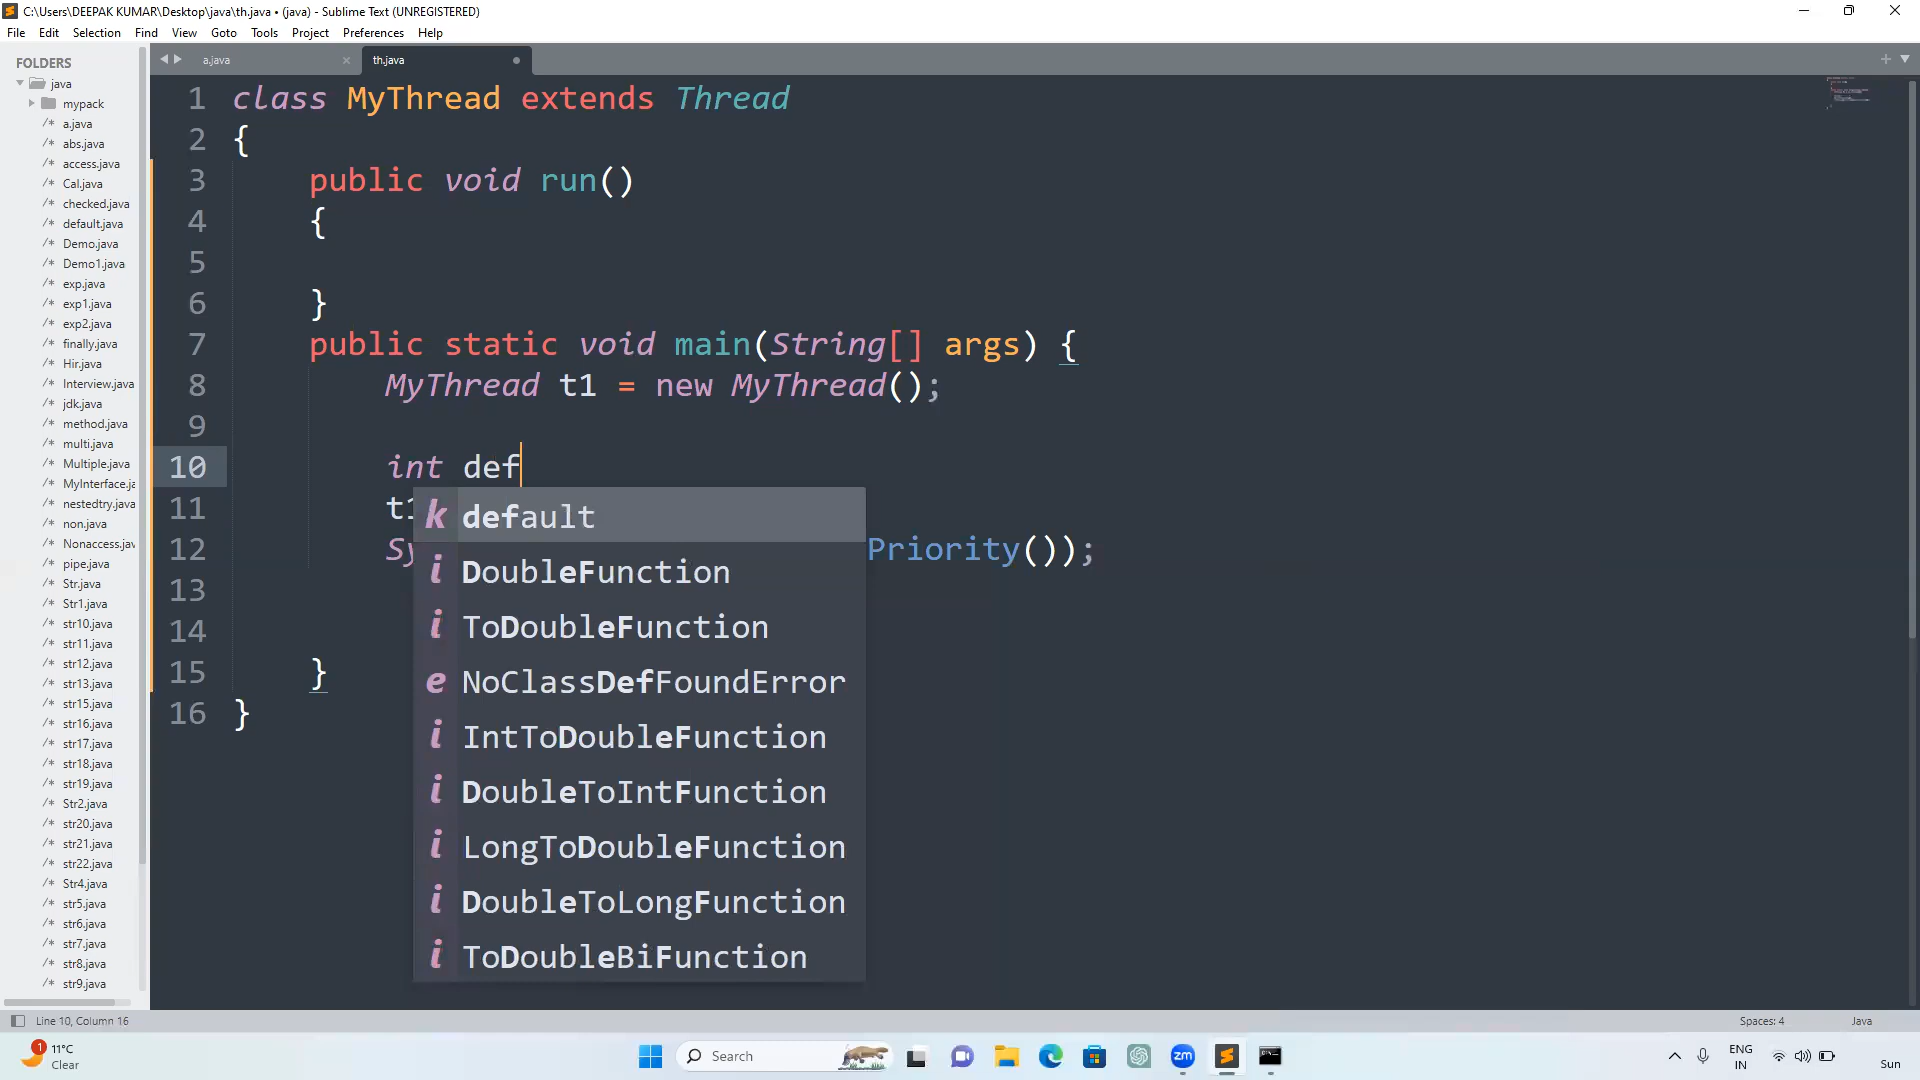 C:\Users\DEEPAK KUMAR\Desktop\java\th.java • (java) - Sublime Text (UNREGISTERED)
File Edit Selection Find View Goto Tools Project Preferences Help
FOLDERS
java
mypack
/* a.java
/* abs.java
/* access.java
/* Cal.java
/* checked.java
/* default.java
/* Demo.java
/* Demo1.java
/* exp.java
/* exp1.java
/* exp2.java
/* finally.java
/* Hir.java
/* Interview.java
/* jdk.java
/* method.java
/* multi.java
/* Multiple.java
/* MyInterface.ja
/* nestedtry.java
/* non.java
/* Nonaccess.jav
/* pipe.java
/* Str.java
/* Str1.java
/* str10.java
/* str11.java
/* str12.java
/* str13.java
/* str15.java
/* str16.java
/* str17.java
/* str18.java
/* str19.java
/* Str2.java
/* str20.java
/* str21.java
/* str22.java
/* Str4.java
/* str5.java
/* str6.java
/* str7.java
/* str8.java
/* str9.java
a.java × th.java
1 class MyThread extends Thread
2 {
3 public void run()
4 {
5
6 }
7 public static void main(String[] args) {
8 MyThread t1 = new MyThread();
9
10 int def
11 t1
12 Sy Priority());
13
14
15 }
16 }
k default
i DoubleFunction
i ToDoubleFunction
e NoClassDefFoundError
i IntToDoubleFunction
i DoubleToIntFunction
i LongToDoubleFunction
i DoubleToLongFunction
i ToDoubleBiFunction
Line 10, Column 16 Spaces: 4 Java
1
11°C
Clear
Search
zm
ENG
IN
Sun